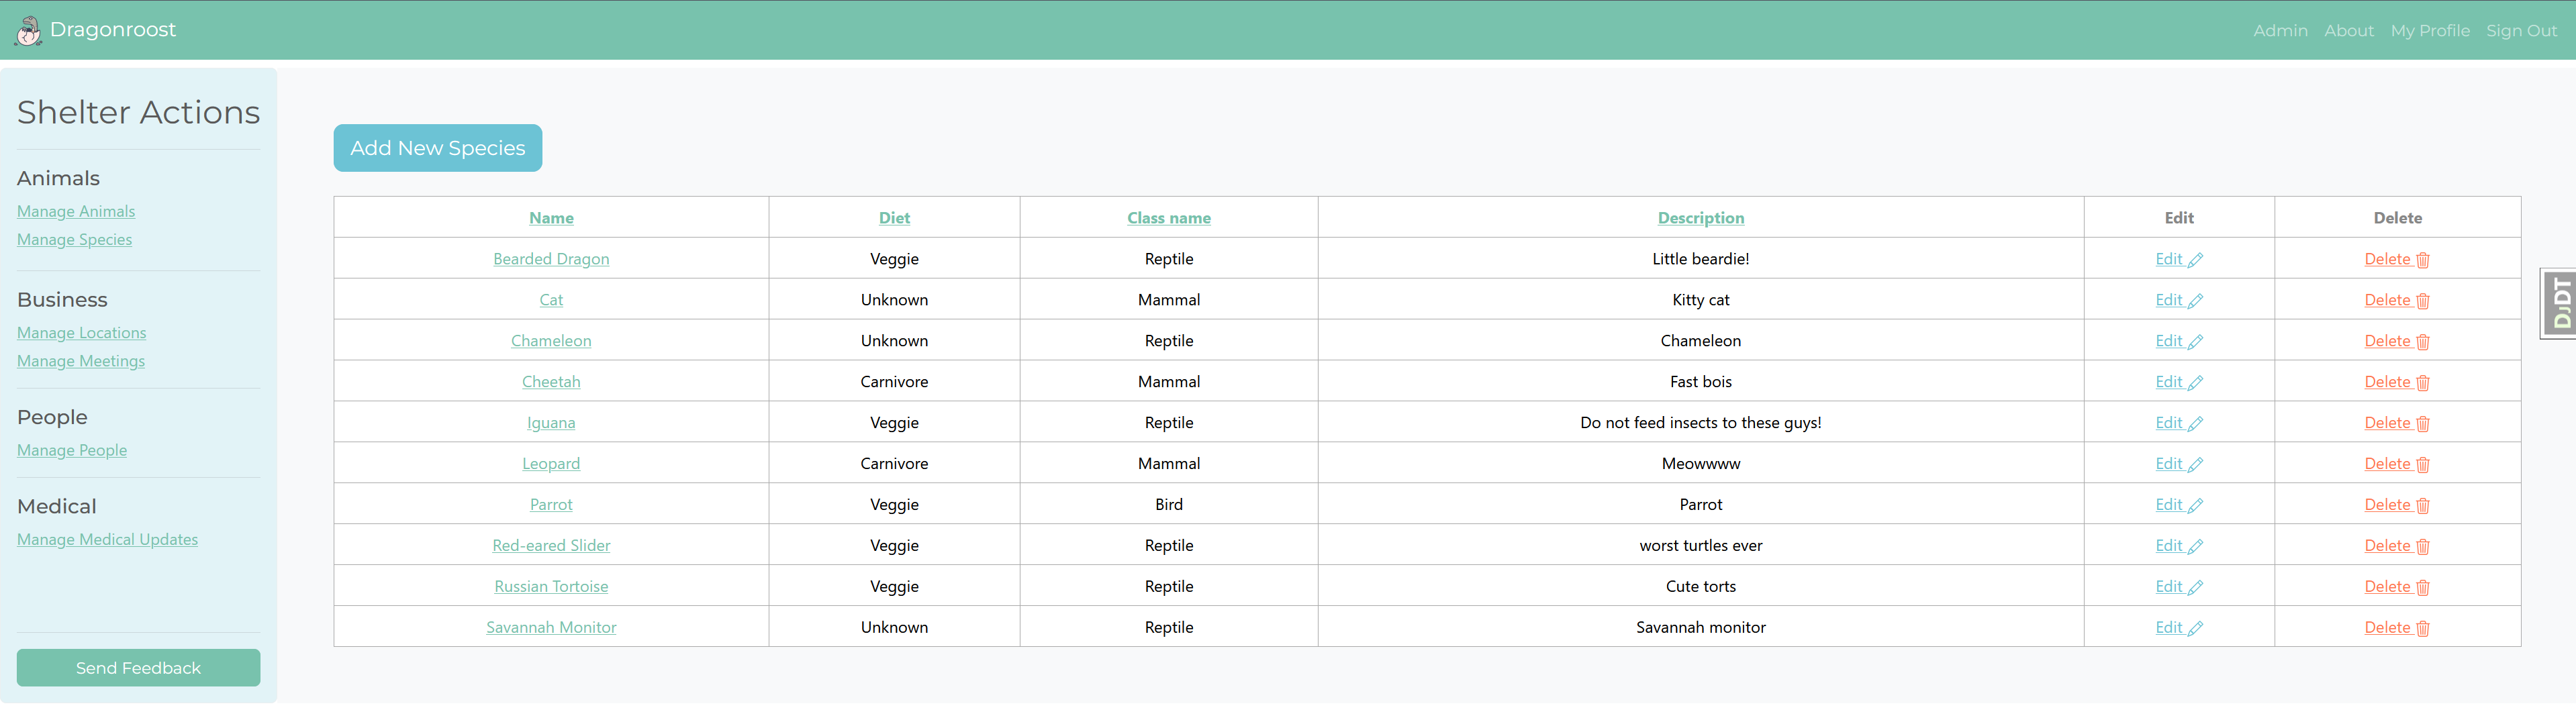 Dragonroost
Admin About My Profile Sign Out
Shelter Actions
Animals
Manage Animals
Manage Species
Business
Manage Locations
Manage Meetings
People
Manage People
Medical
Manage Medical Updates
Send Feedback
Add New Species
Name Diet Class name Description Edit Delete
Bearded Dragon Veggie Reptile Little beardie! Edit Delete
Cat Unknown Mammal Kitty cat Edit Delete
Chameleon Unknown Reptile Chameleon Edit Delete
Cheetah Carnivore Mammal Fast bois Edit Delete
Iguana Veggie Reptile Do not feed insects to these guys! Edit Delete
Leopard Carnivore Mammal Meowwww Edit Delete
Parrot Veggie Bird Parrot Edit Delete
Red-eared Slider Veggie Reptile worst turtles ever Edit Delete
Russian Tortoise Veggie Reptile Cute torts Edit Delete
Savannah Monitor Unknown Reptile Savannah monitor Edit Delete
DJDT